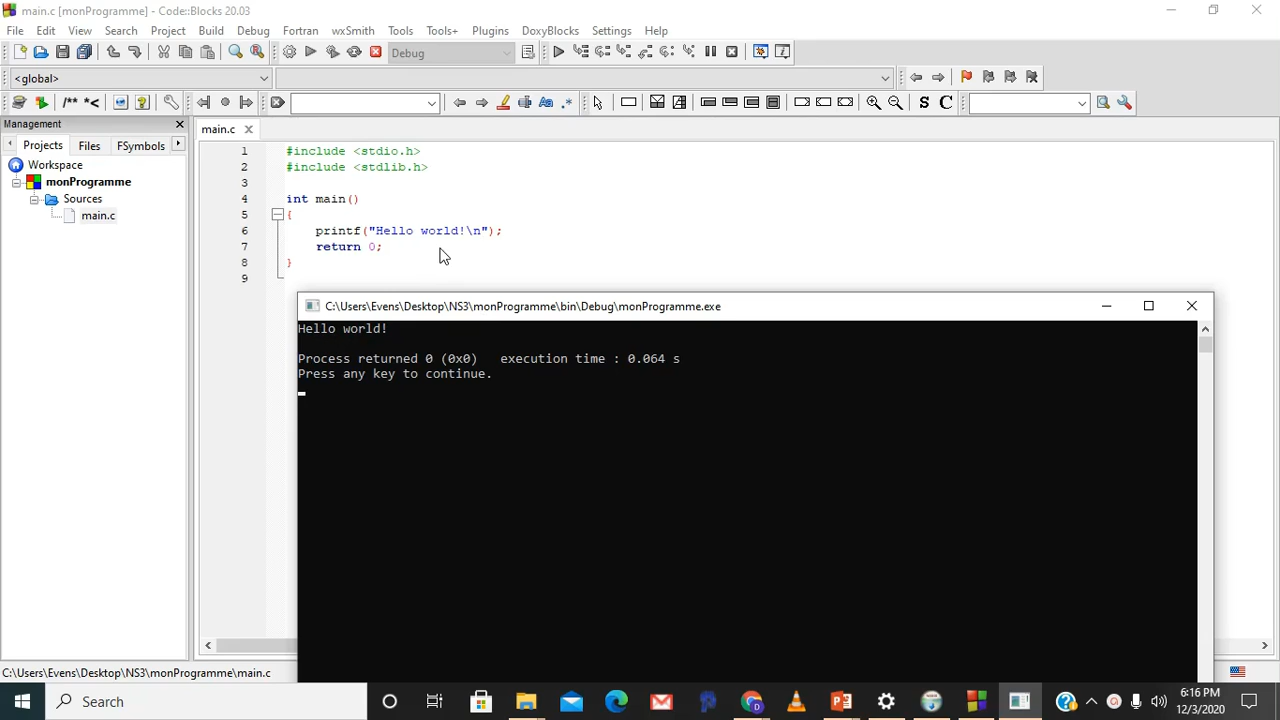 main.c [monProgramme] - Code::Blocks 20.03
File Edit View Search Project Build Debug Fortran wxSmith Tools Tools+ Plugins DoxyBlocks Settings Help
Debug
<global>
/** *<
Aa .* S C
Management
Projects Files FSymbols
Workspace
monProgramme
Sources
main.c
main.c
1 #include <stdio.h>
2 #include <stdlib.h>
3
4 int main()
5 {
6 printf("Hello world!\n");
7 return 0;
8 }
9
C:\Users\Evens\Desktop\NS3\monProgramme\bin\Debug\monProgramme.exe
Hello world!
Process returned 0 (0x0) execution time : 0.064 s
Press any key to continue.
C:\Users\Evens\Desktop\NS3\monProgramme\main.c
Search
6:16 PM
12/3/2020